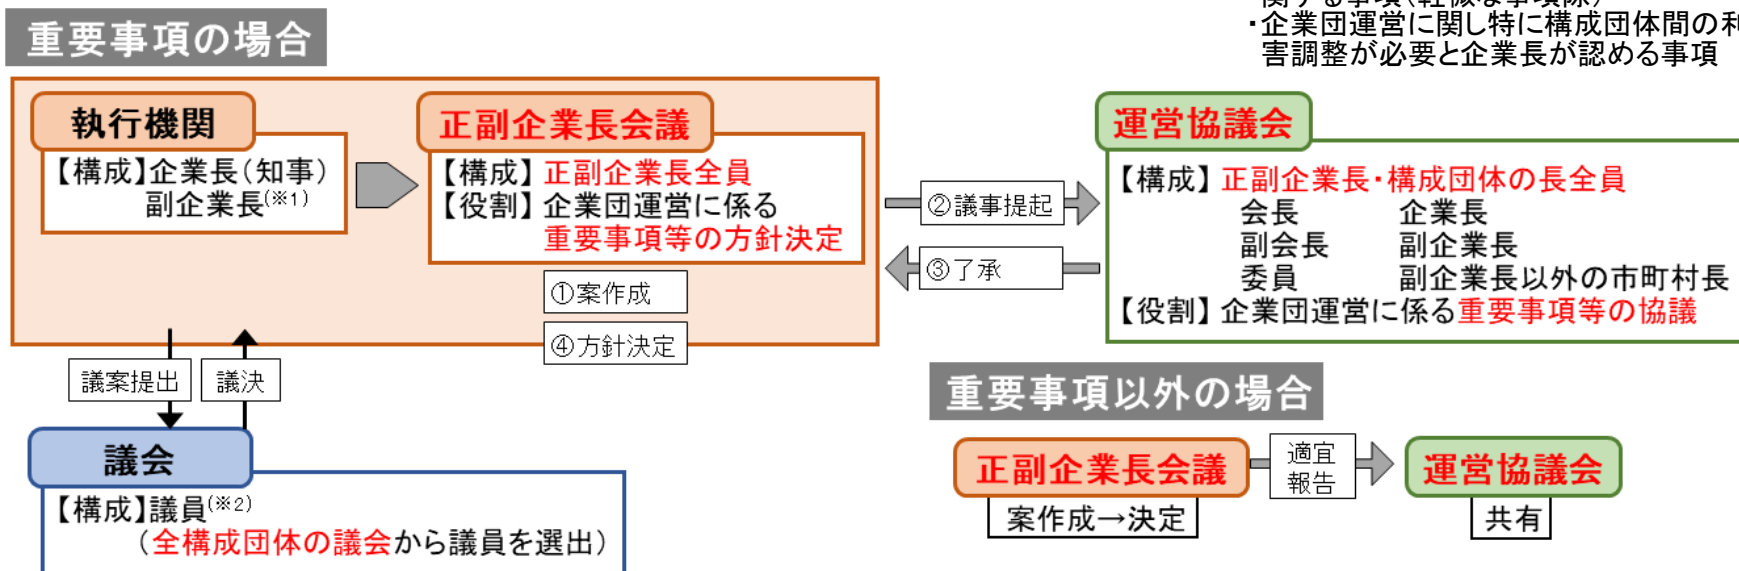 関する事項(軽微な事項除)
・企業団運営に関し特に構成団体間の利
害調整が必要と企業長が認める事項
重要事項の場合
執行機関
【構成】企業長(知事)
副企業長(※1)
正副企業長会議
【構成】正副企業長全員
【役割】企業団運営に係る
重要事項等の方針決定
①案作成
④方針決定
②議事提起
③了承
運営協議会
【構成】正副企業長・構成団体の長全員
会長 企業長
副会長 副企業長
委員 副企業長以外の市町村長
【役割】企業団運営に係る重要事項等の協議
議案提出
議決
議会
【構成】議員(※2)
(全構成団体の議会から議員を選出)
重要事項以外の場合
正副企業長会議
案作成→決定
適宜
報告
運営協議会
共有